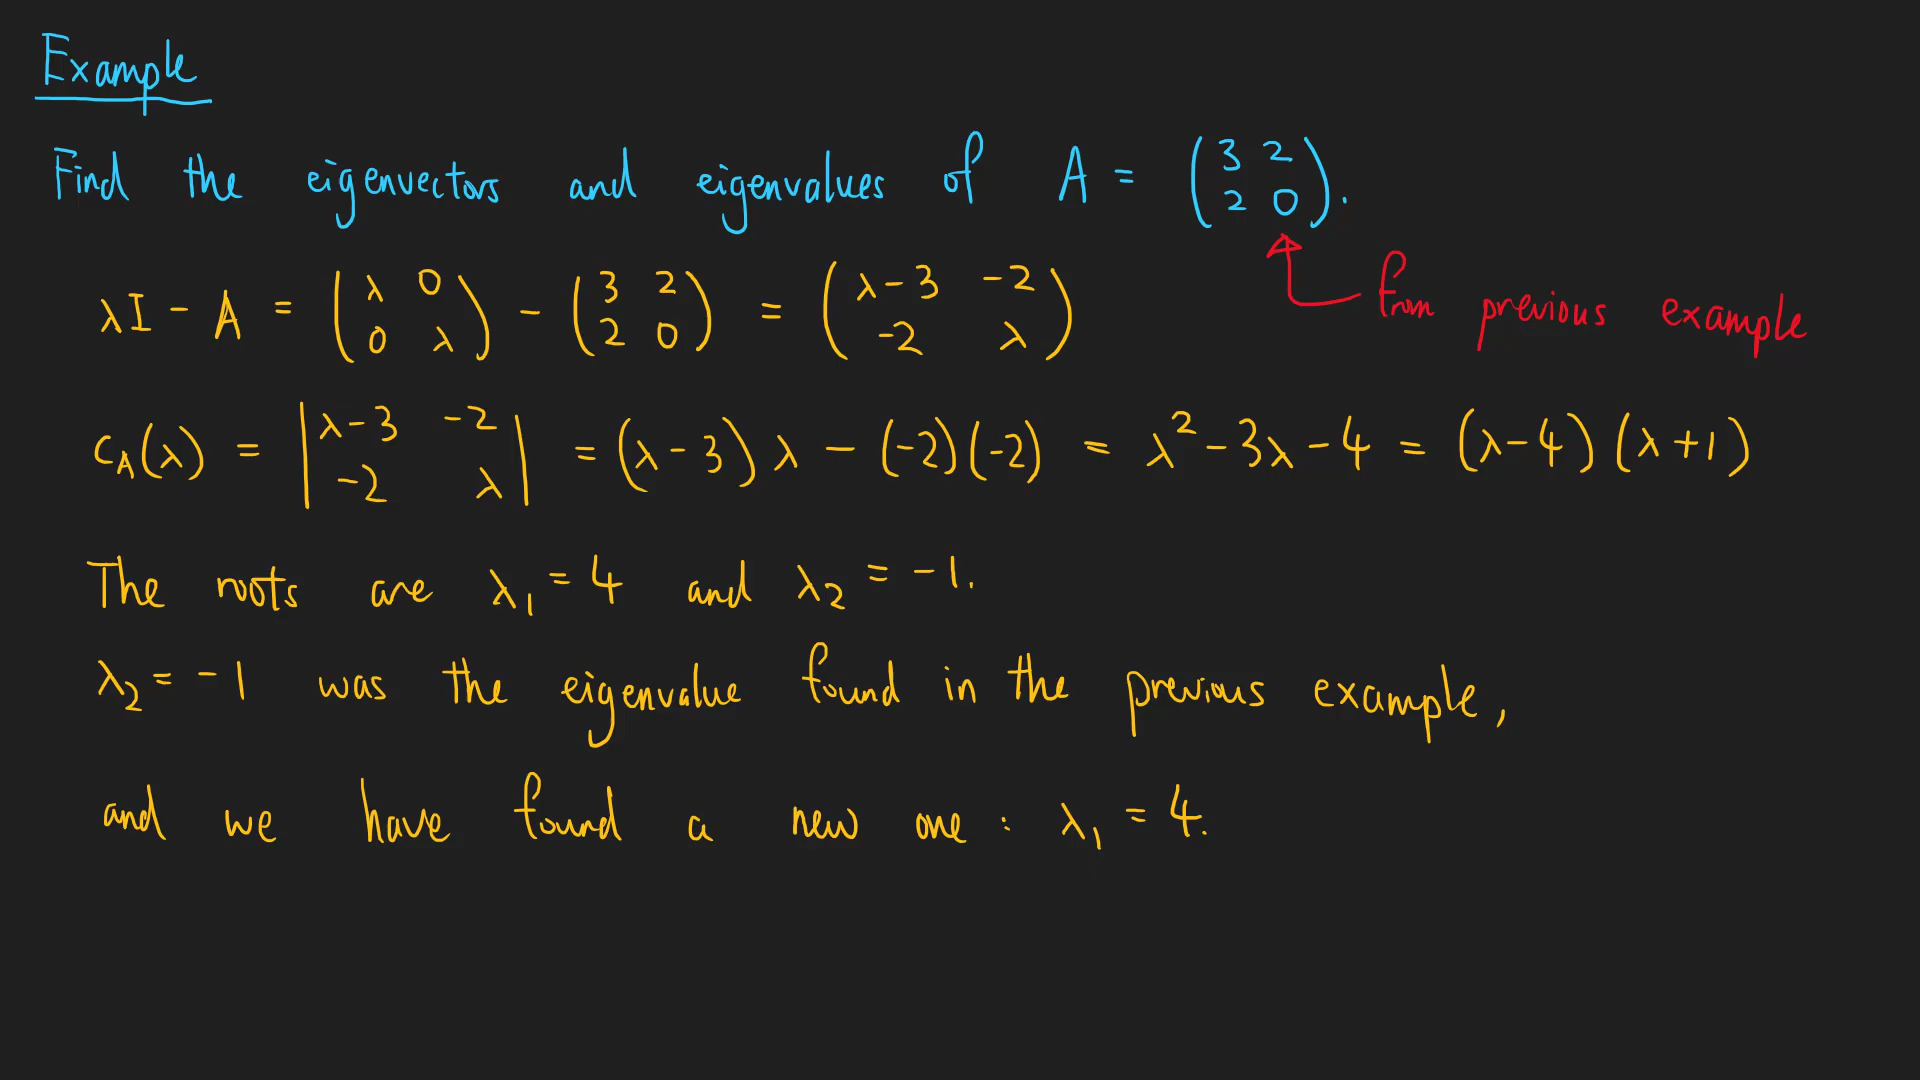 Example
Find the eigenvectors and eigenvalues of A = (3 2; 2 0).
from previous example
λI - A = (λ 0; 0 λ) - (3 2; 2 0) = (λ-3 -2; -2 λ)
C_A(λ) = |λ-3 -2; -2 λ| = (λ-3)λ - (-2)(-2) = λ² - 3λ - 4 = (λ-4)(λ+1)
The roots are λ₁ = 4 and λ₂ = -1.
λ₂ = -1 was the eigenvalue found in the previous example,
and we have found a new one: λ₁ = 4.